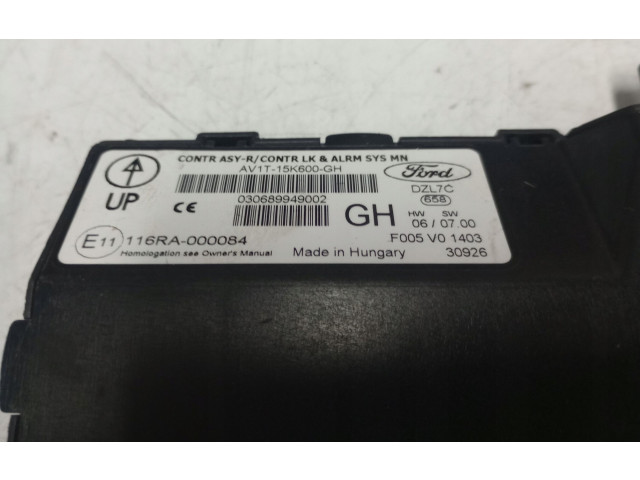 CONTR ASY-R/CONTR LK & ALRM SYS MN
AV1T-15K600-GH
Ford
UP
CE
030689949002
GH
DZL7C
658
HW SW
06 / 07.00
E11 116RA-000084
F005 V0 1403
Homologation see Owner's Manual
Made in Hungary
30926